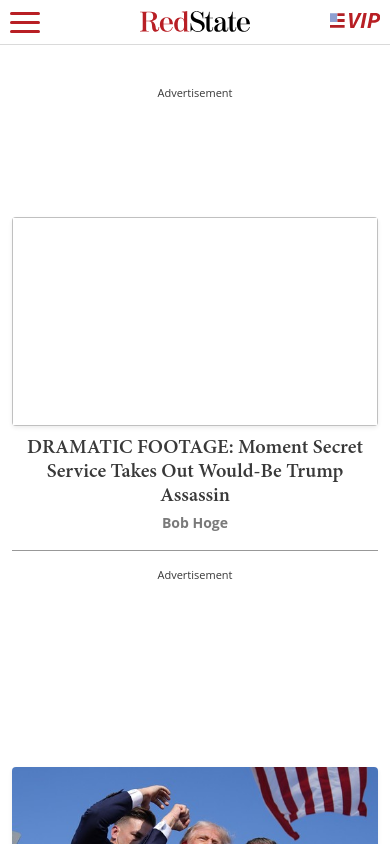 RedState
VIP
Advertisement
DRAMATIC FOOTAGE: Moment Secret
Service Takes Out Would-Be Trump
Assassin
Bob Hoge
Advertisement